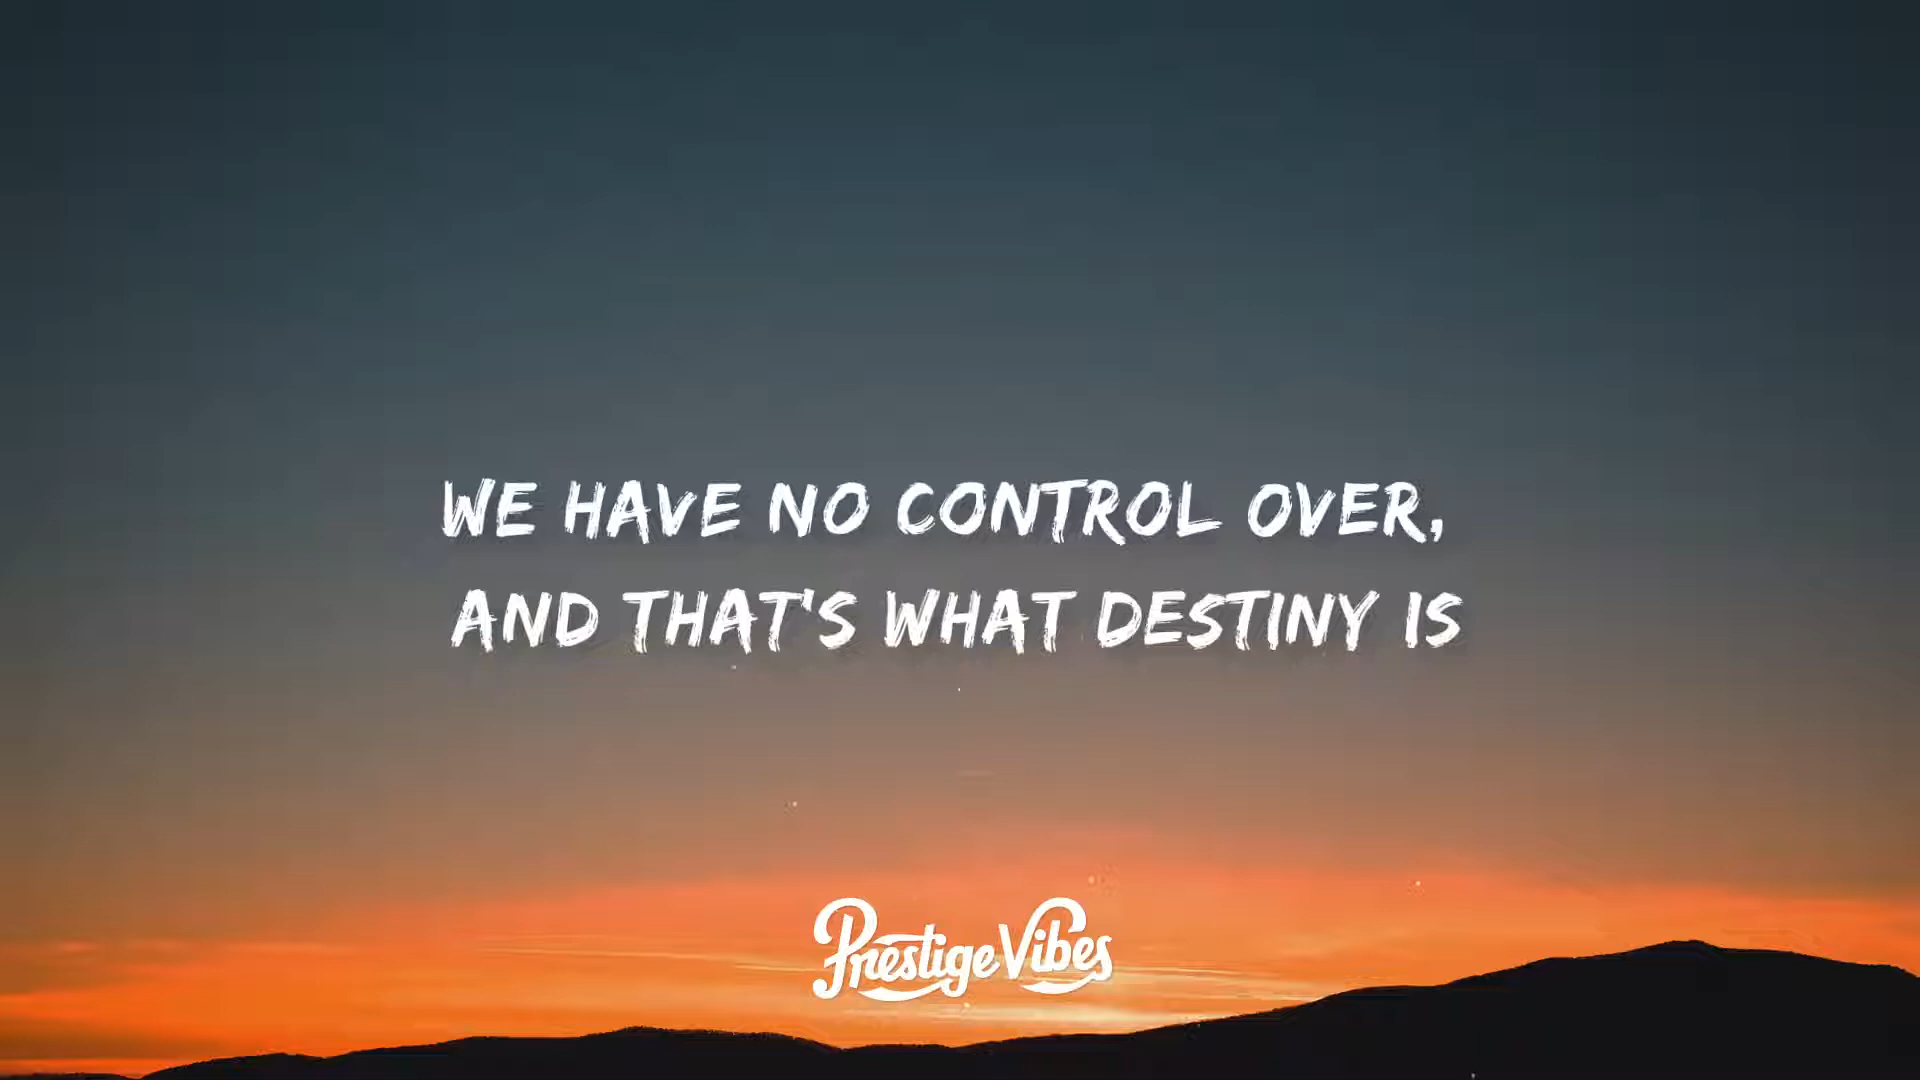 WE HAVE NO CONTROL OVER,
AND THAT'S WHAT DESTINY IS
Prestige Vibes